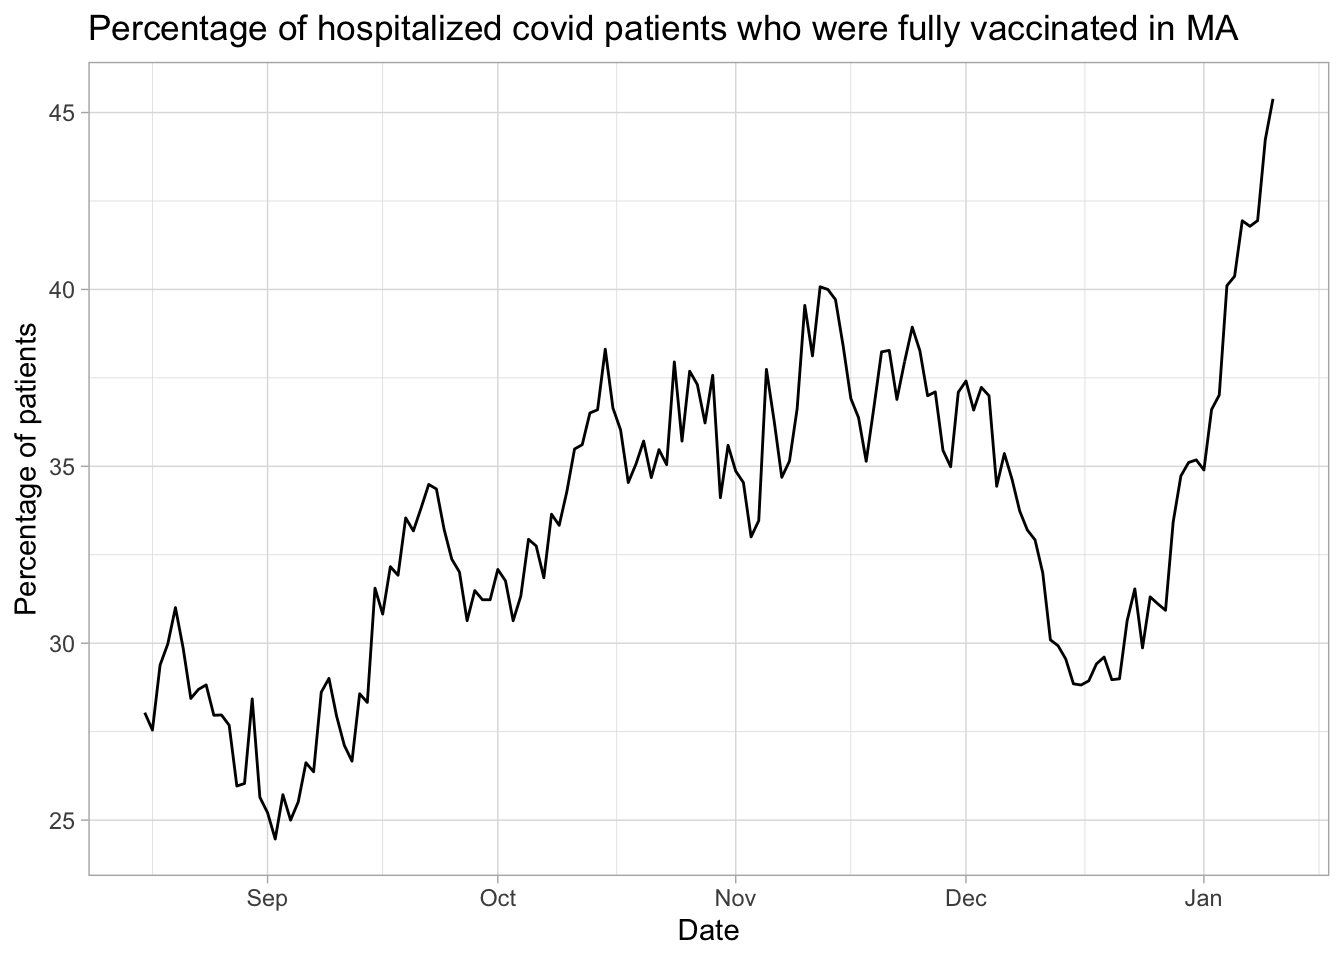 Percentage of hospitalized covid patients who were fully vaccinated in MA
45
40
35
30
25
Percentage of patients
Sep Oct Nov Dec Jan
Date